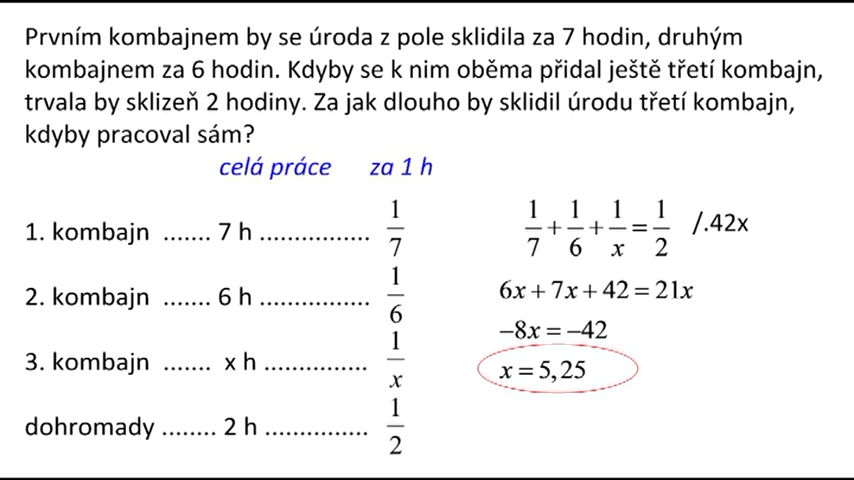 Prvním kombajnem by se úroda z pole sklidila za 7 hodin, druhým
kombajnem za 6 hodin. Kdyby se k nim oběma přidal ještě třetí kombajn,
trvala by sklizeň 2 hodiny. Za jak dlouho by sklidil úrodu třetí kombajn,
kdyby pracoval sám?
celá práce za 1 h
1. kombajn ....... 7 h ................. 1/7
2. kombajn ....... 6 h ................. 1/6
3. kombajn ....... x h ................ 1/x
dohromady ........ 2 h ................ 1/2
1/7 + 1/6 + 1/x = 1/2 /.42x
6x + 7x + 42 = 21x
–8x = –42
x = 5,25